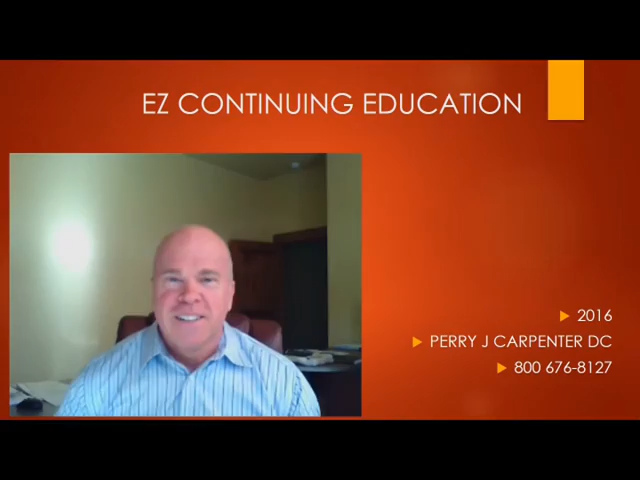 EZ CONTINUING EDUCATION
2016
PERRY J CARPENTER DC
800 676-8127